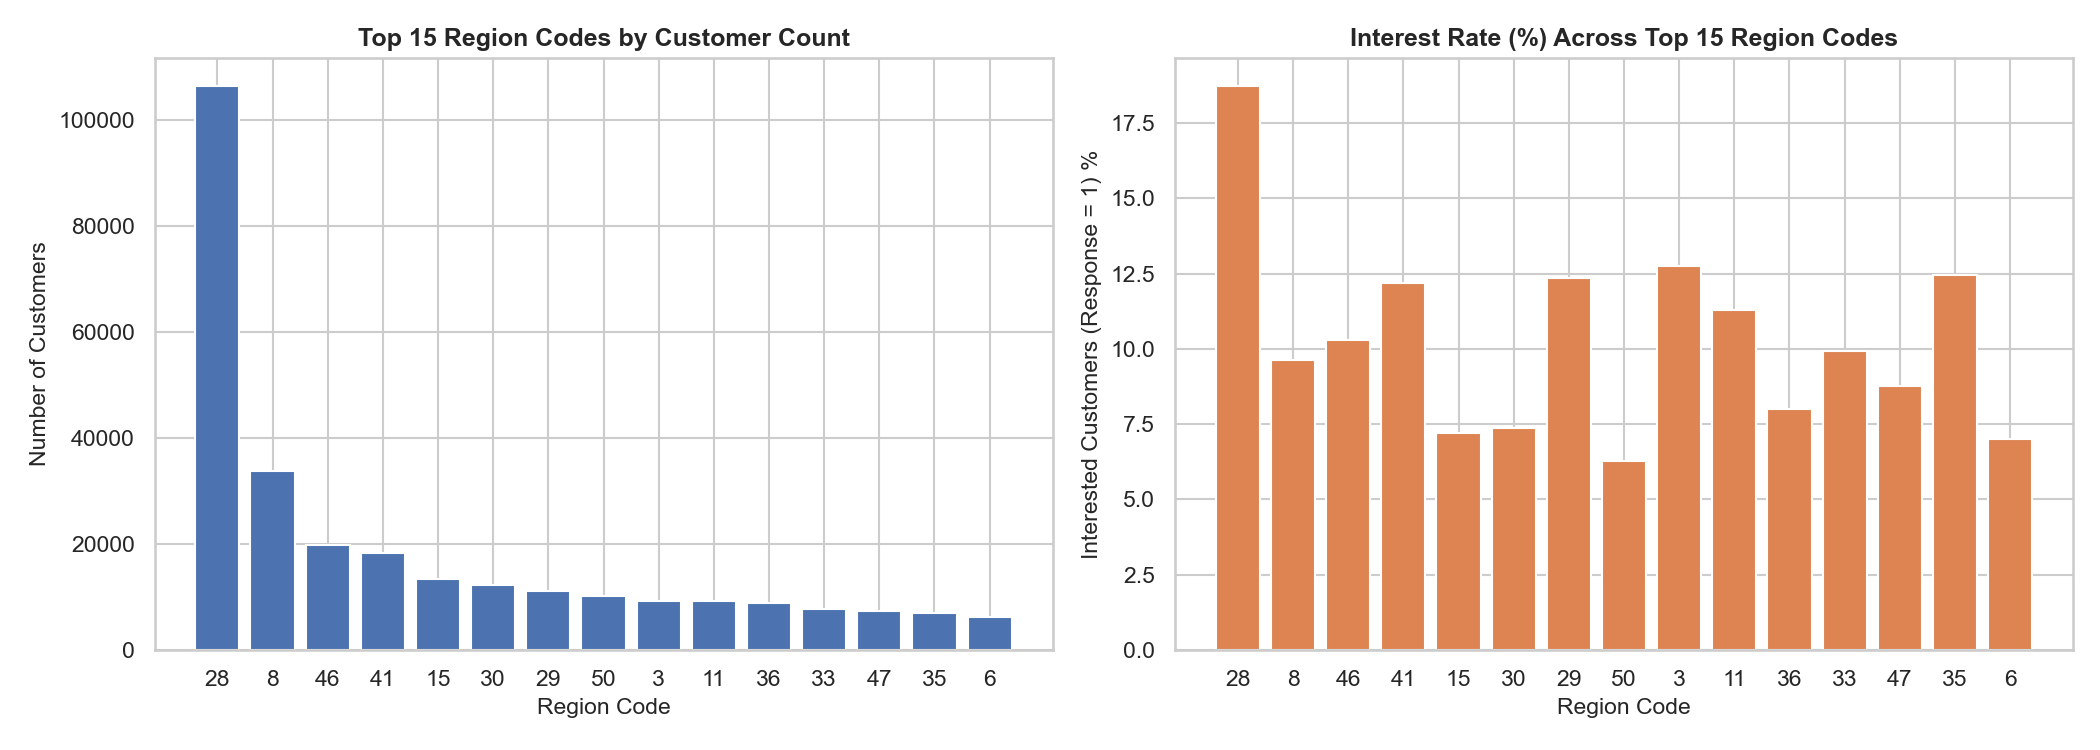 Top 15 Region Codes by Customer Count
Number of Customers
100000
80000
60000
40000
20000
0
28 8 46 41 15 30 29 50 3 11 36 33 47 35 6
Region Code
Interest Rate (%) Across Top 15 Region Codes
Interested Customers (Response = 1) %
17.5
15.0
12.5
10.0
7.5
5.0
2.5
0.0
28 8 46 41 15 30 29 50 3 11 36 33 47 35 6
Region Code